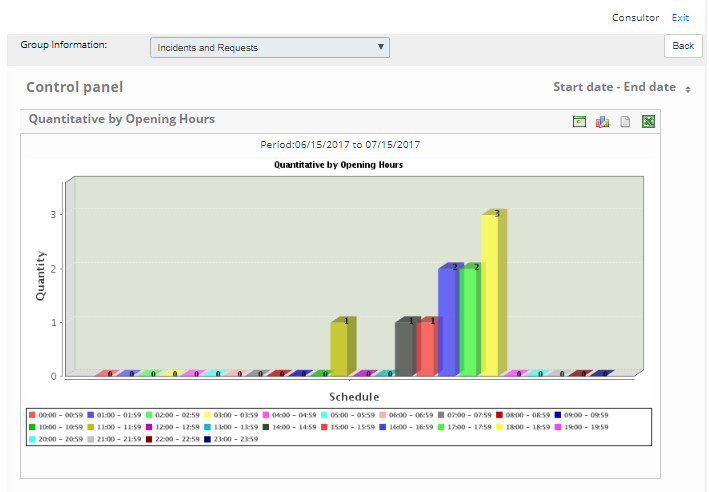 Consultor Exit
Group Information: Incidents and Requests Back
Control panel Start date - End date
Quantitative by Opening Hours
Period:06/15/2017 to 07/15/2017
Quantitative by Opening Hours
Quantity
3
2
1
0
0 0 0 0 0 0 0 0 0 0 0 1 0 0 1 1 2 2 3 0 0 0 0 0
Schedule
00:00 - 00:59 01:00 - 01:59 02:00 - 02:59 03:00 - 03:59 04:00 - 04:59 05:00 - 05:59 06:00 - 06:59 07:00 - 07:59 08:00 - 08:59 09:00 - 09:59
10:00 - 10:59 11:00 - 11:59 12:00 - 12:59 13:00 - 13:59 14:00 - 14:59 15:00 - 15:59 16:00 - 16:59 17:00 - 17:59 18:00 - 18:59 19:00 - 19:59
20:00 - 20:59 21:00 - 21:59 22:00 - 22:59 23:00 - 23:59